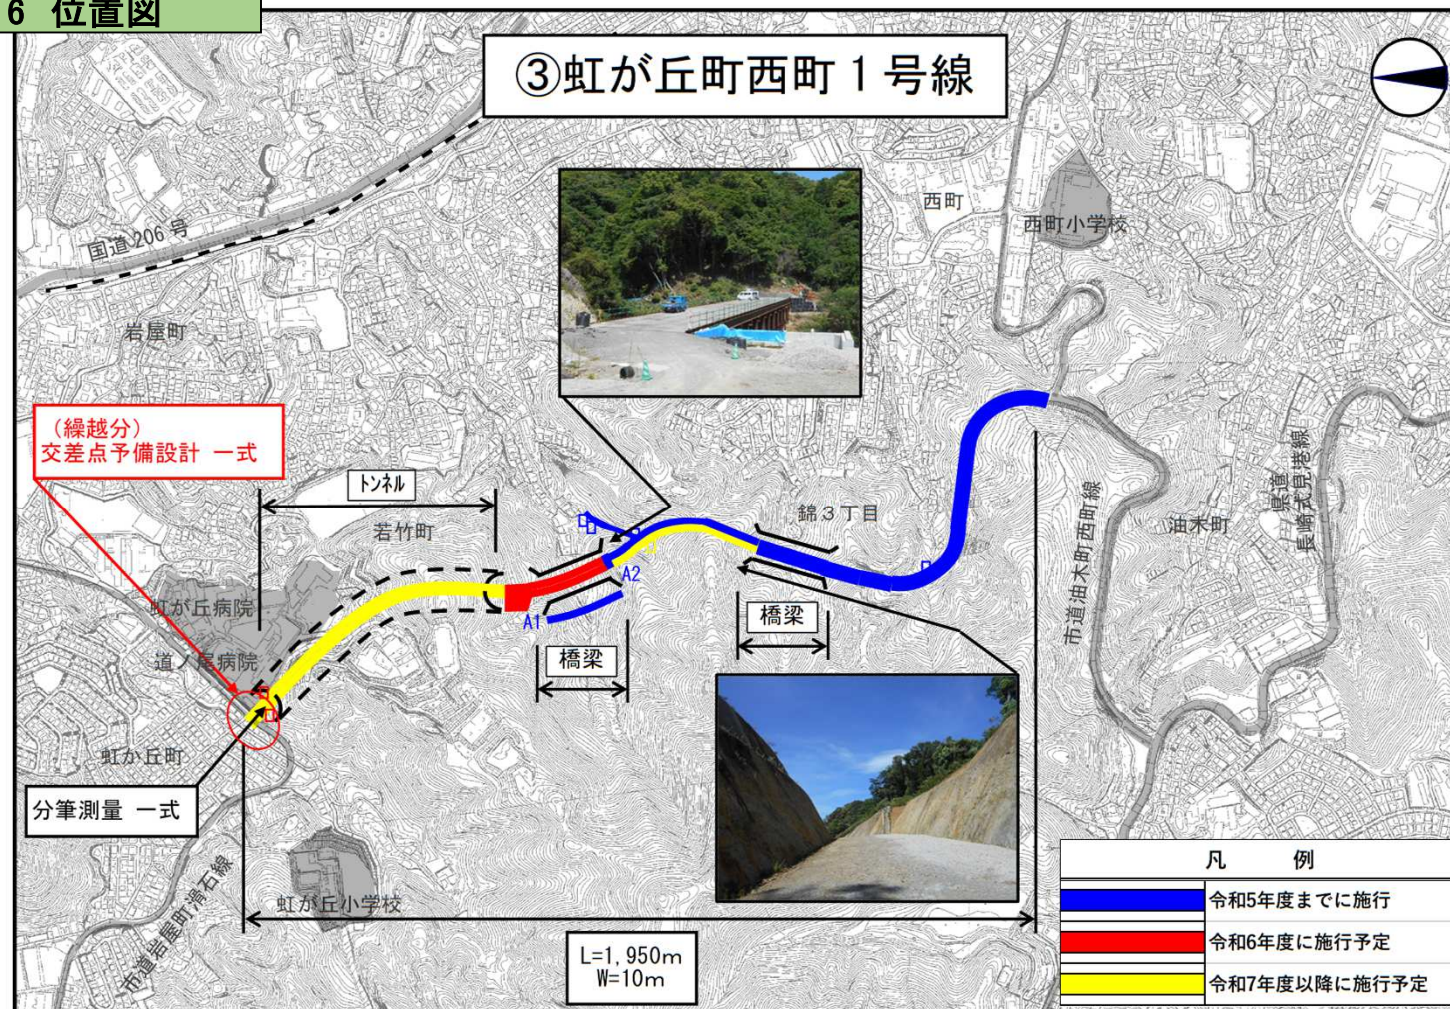 6 位置図
③虹が丘町西町1号線
国道206号
西町
西町小学校
岩屋町
（繰越分）
交差点予備設計 一式
トンネル
若竹町
錦3丁目
市道油木町西町線
油木町
県道
長崎式見港線
虹が丘病院
道ノ尾病院
A1
A2
橋梁
橋梁
虹が丘町
分筆測量 一式
虹が丘小学校
市道岩屋町滑石線
L=1,950m
W=10m
凡 例
令和5年度までに施行
令和6年度に施行予定
令和7年度以降に施行予定